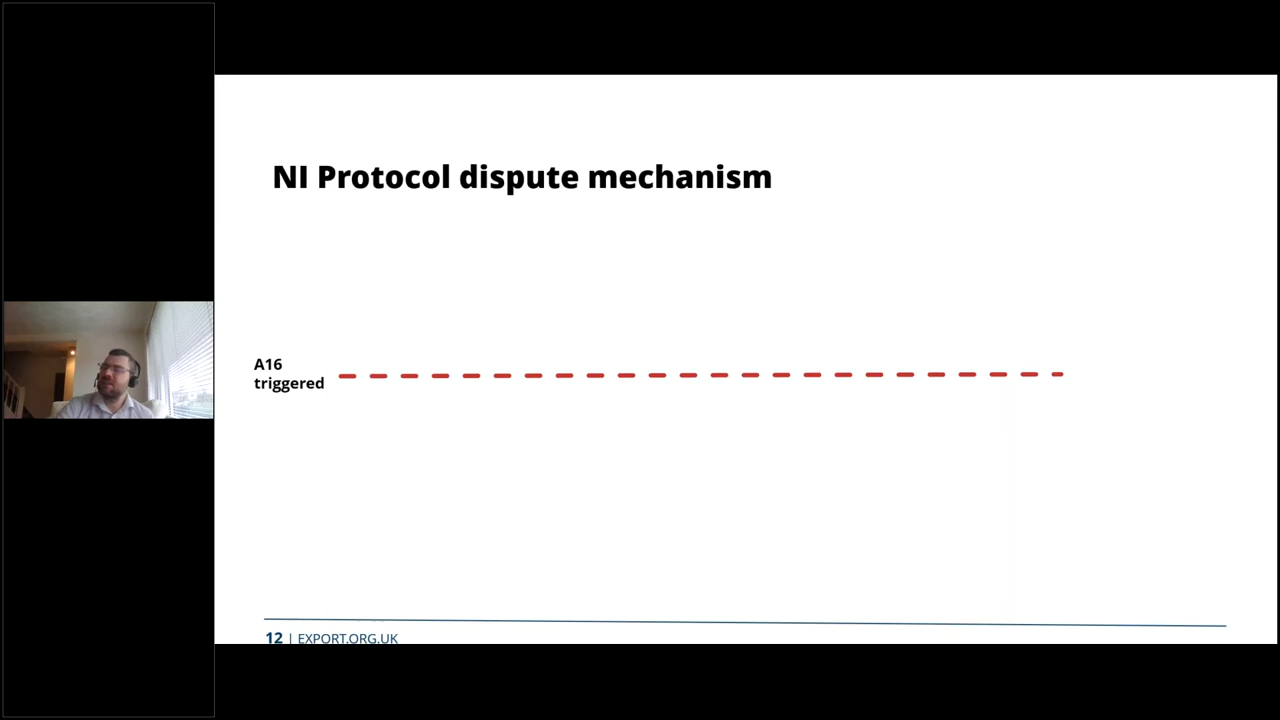 NI Protocol dispute mechanism
A16
triggered
12 | EXPORT.ORG.UK